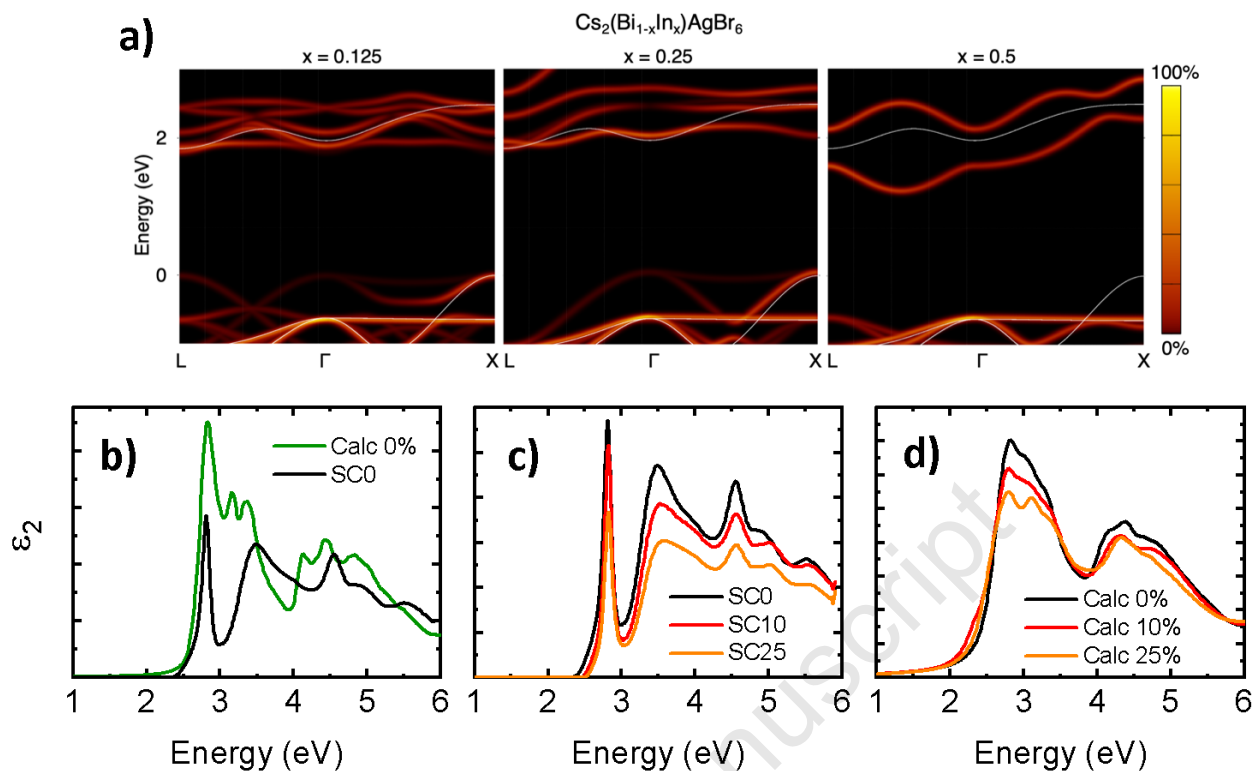 a)
Cs₂(Bi₁₋ₓInₓ)AgBr₆
x = 0.125 x = 0.25 x = 0.5
100%
2
Energy (eV)
0
0%
L Γ X L Γ X L Γ X
b)
Calc 0%
SC0
ε₂
1 2 3 4 5 6
Energy (eV)
c)
SC0
SC10
SC25
1 2 3 4 5 6
Energy (eV)
d)
Calc 0%
Calc 10%
Calc 25%
1 2 3 4 5 6
Energy (eV)
nuscript